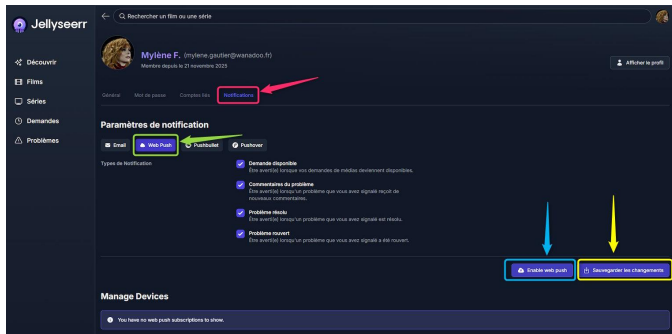 Jellyseerr
Rechercher un film ou une série
Mylène F. (mylene.gautier@wanadoo.fr)
Membre depuis le 21 novembre 2025
Afficher le profil
Découvrir
Films
Séries
Demandes
Problèmes
Général Mot de passe Comptes liés Notifications
Paramètres de notification
Email Web Push Pushbullet Pushover
Types de Notification
Demande disponible
Être averti(e) lorsque vos demandes de médias deviennent disponibles.
Commentaires du problème
Être averti(e) lorsqu'un problème que vous avez signalé reçoit de
nouveaux commentaires.
Problème résolu
Être averti(e) lorsqu'un problème que vous avez signalé est résolu.
Problème rouvert
Être averti(e) lorsqu'un problème que vous avez signalé a été rouvert.
Enable web push Sauvegarder les changements
Manage Devices
You have no web push subscriptions to show.